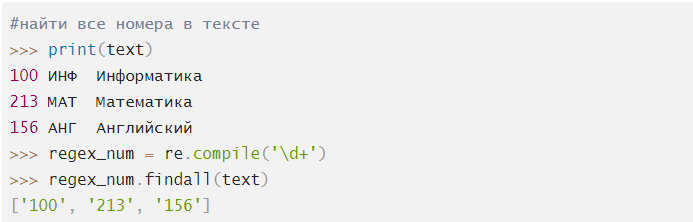 #найти все номера в тексте
>>> print(text)
100 ИНФ  Информатика
213 МАТ  Математика
156 АНГ  Английский
>>> regex_num = re.compile('\d+')
>>> regex_num.findall(text)
['100', '213', '156']